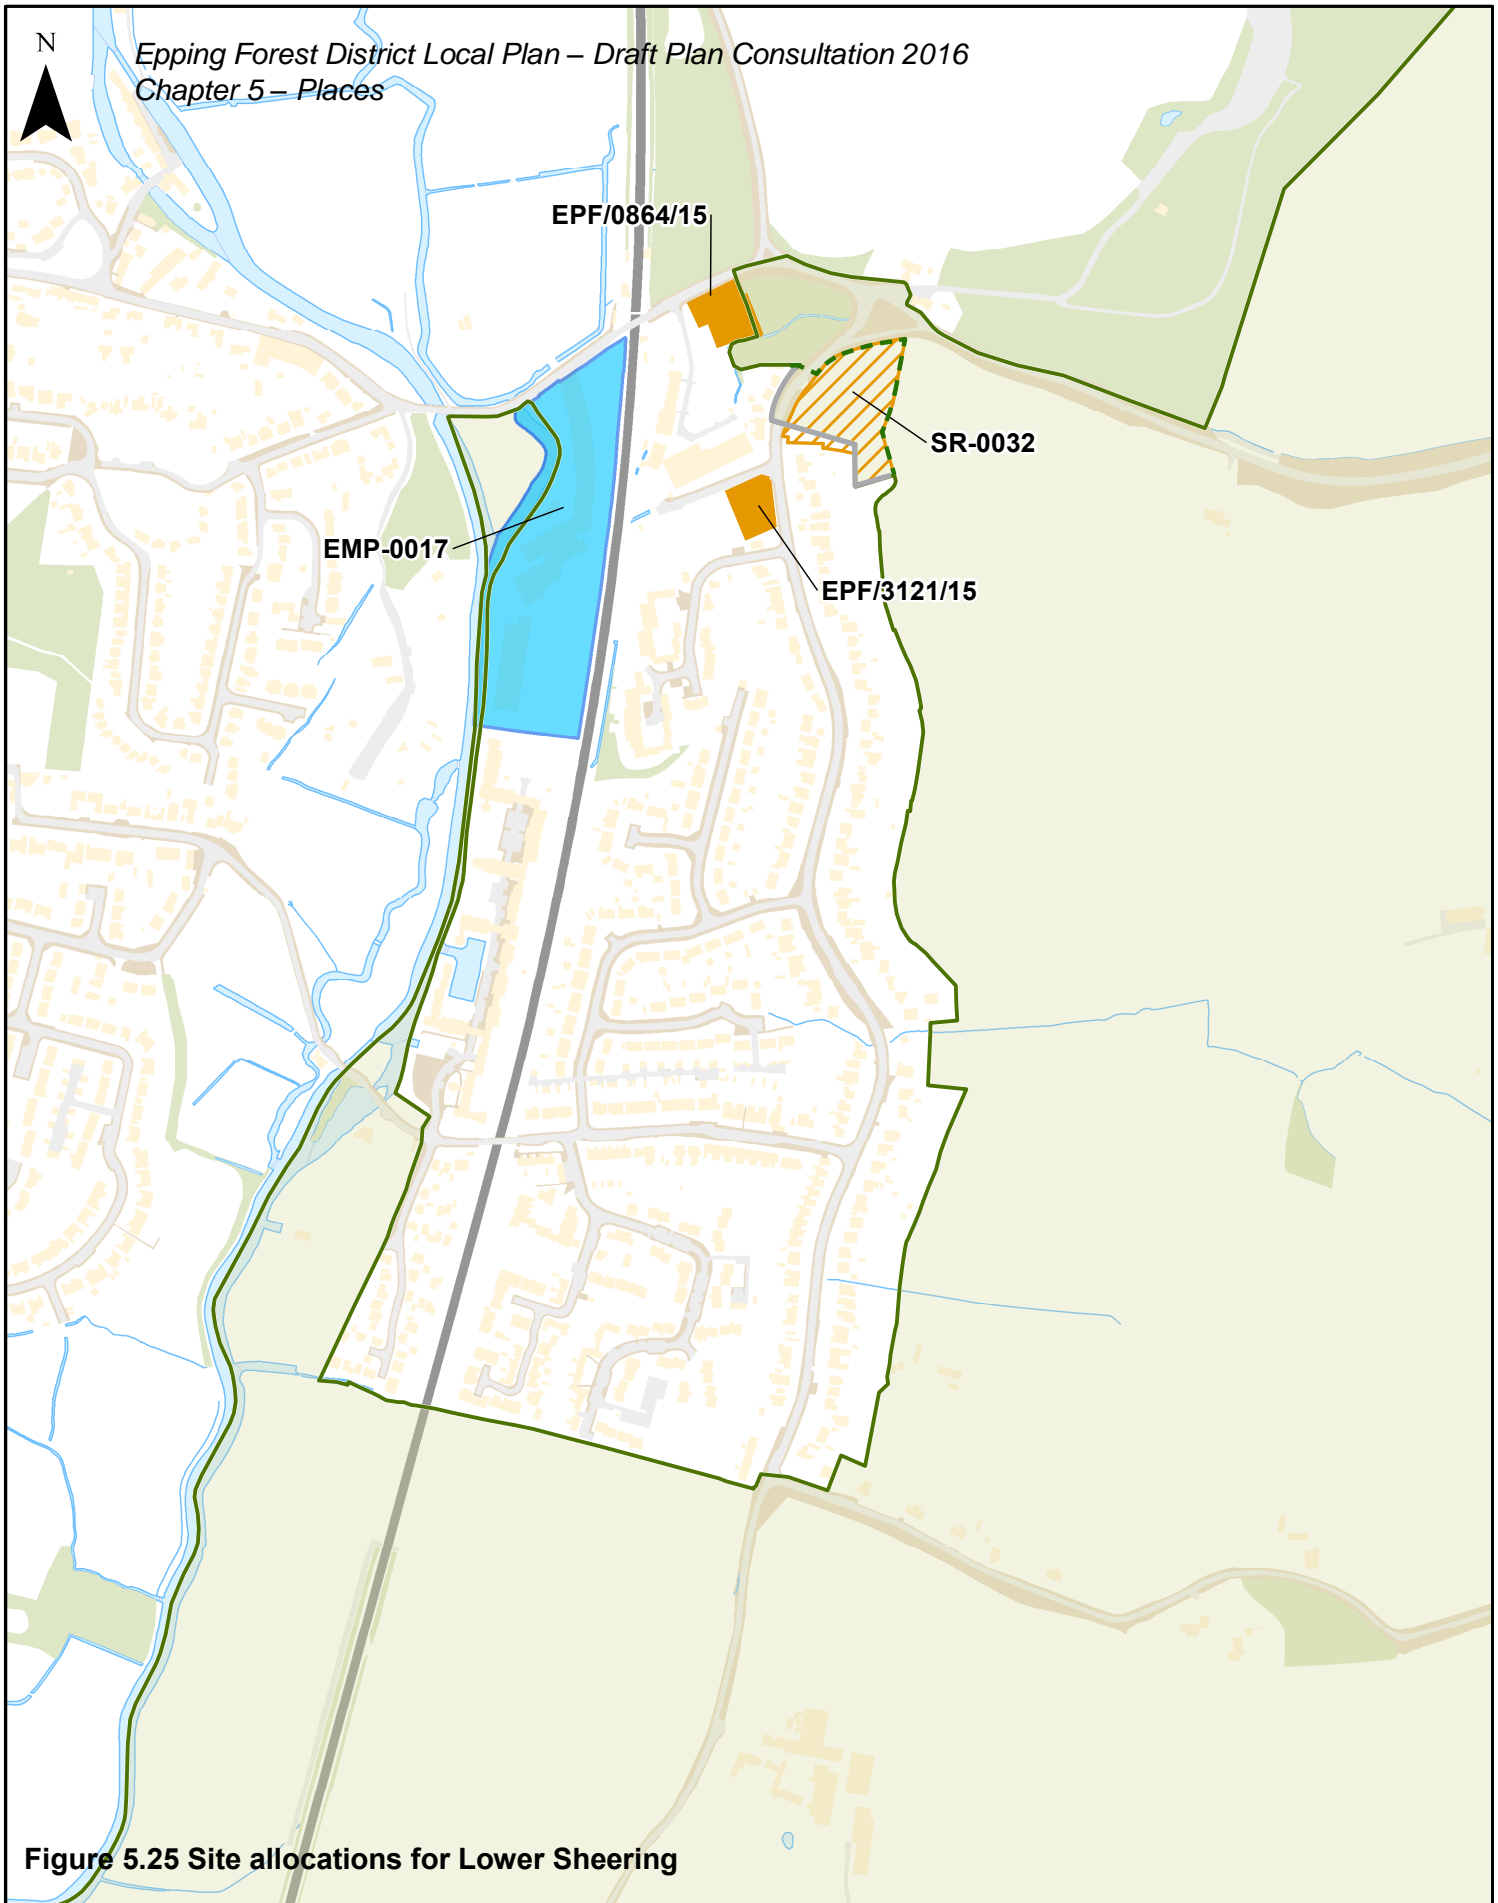 N
Epping Forest District Local Plan – Draft Plan Consultation 2016
Chapter 5 – Places
EPF/0864/15
SR-0032
EMP-0017
EPF/3121/15
Figure 5.25 Site allocations for Lower Sheering